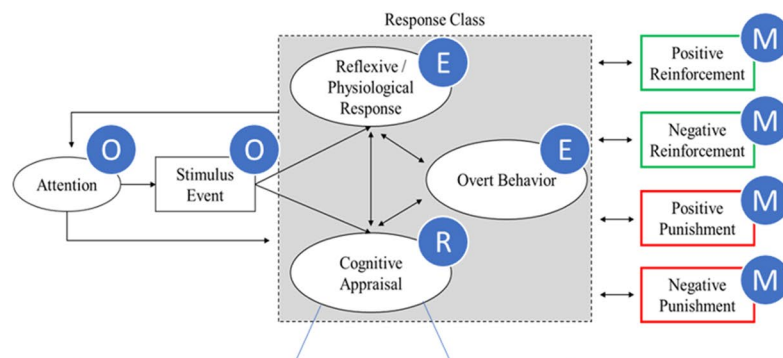 Response Class
Reflexive /
Physiological
Response
E
Attention
O
Stimulus
Event
O
Overt Behavior
E
Cognitive
Appraisal
R
Positive
Reinforcement
M
Negative
Reinforcement
M
Positive
Punishment
M
Negative
Punishment
M